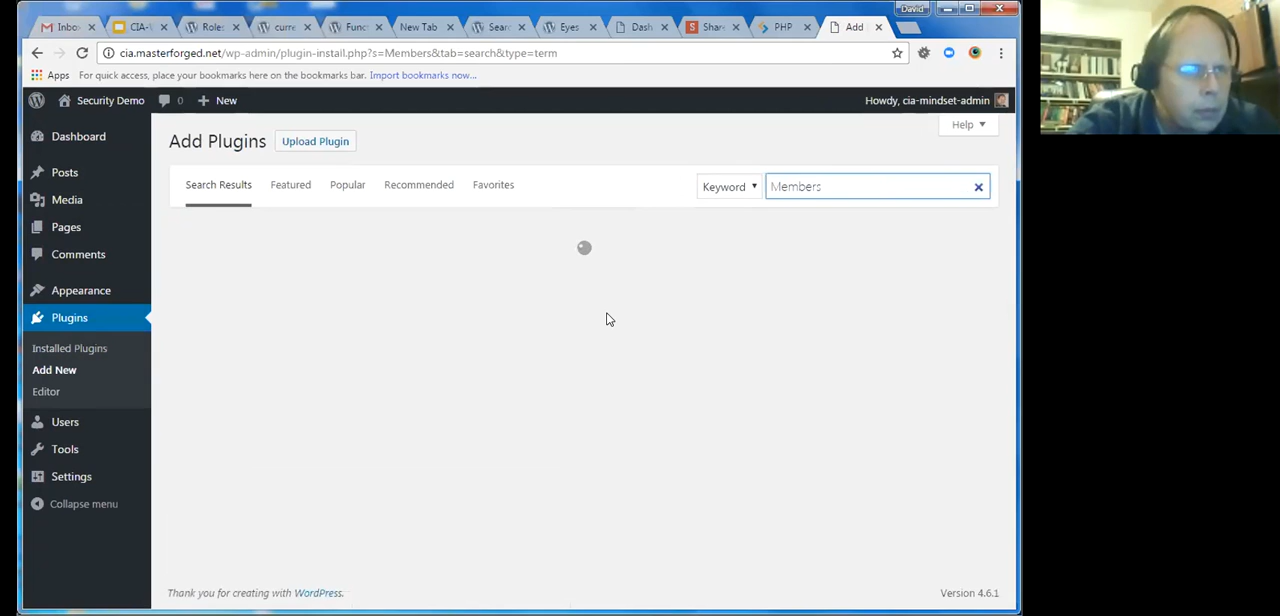 David
Inbo
CIA-
Role:
curre
Func
New Tab
Searc
Eyes
Dash
Share
PHP
Add
cia.masterforged.net/wp-admin/plugin-install.php?s=Members&tab=search&type=term
Apps For quick access, place your bookmarks here on the bookmarks bar. Import bookmarks now...
Security Demo 0 New Howdy, cia-mindset-admin
Help
Add Plugins Upload Plugin
Search Results Featured Popular Recommended Favorites Keyword Members
Dashboard
Posts
Media
Pages
Comments
Appearance
Plugins
Installed Plugins
Add New
Editor
Users
Tools
Settings
Collapse menu
Thank you for creating with WordPress. Version 4.6.1